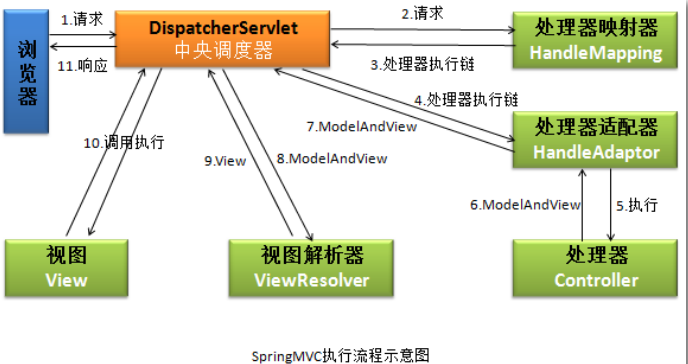 1.请求
2.请求
浏览器
DispatcherServlet
中央调度器
处理器映射器
HandleMapping
11.响应
3.处理器执行链
4.处理器执行链
7.ModelAndView
处理器适配器
HandleAdaptor
10.调用执行
9.View
8.ModelAndView
6.ModelAndView
5.执行
视图
View
视图解析器
ViewResolver
处理器
Controller
SpringMVC执行流程示意图